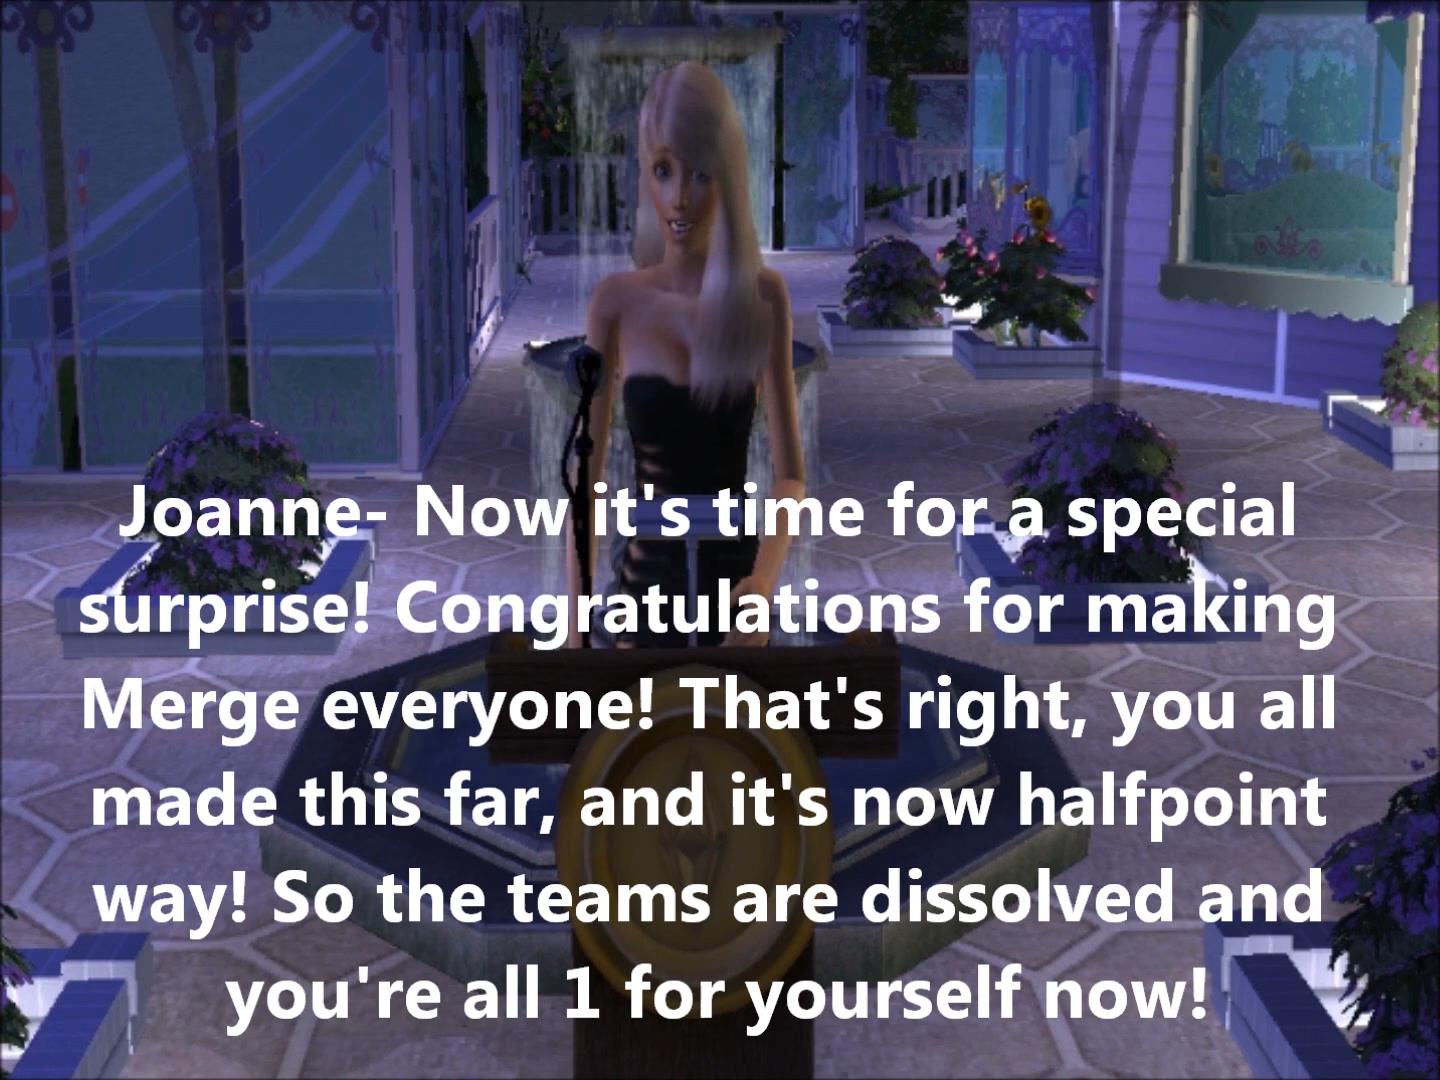 Joanne- Now it's time for a special
surprise! Congratulations for making
Merge everyone! That's right, you all
made this far, and it's now halfpoint
way! So the teams are dissolved and
you're all 1 for yourself now!